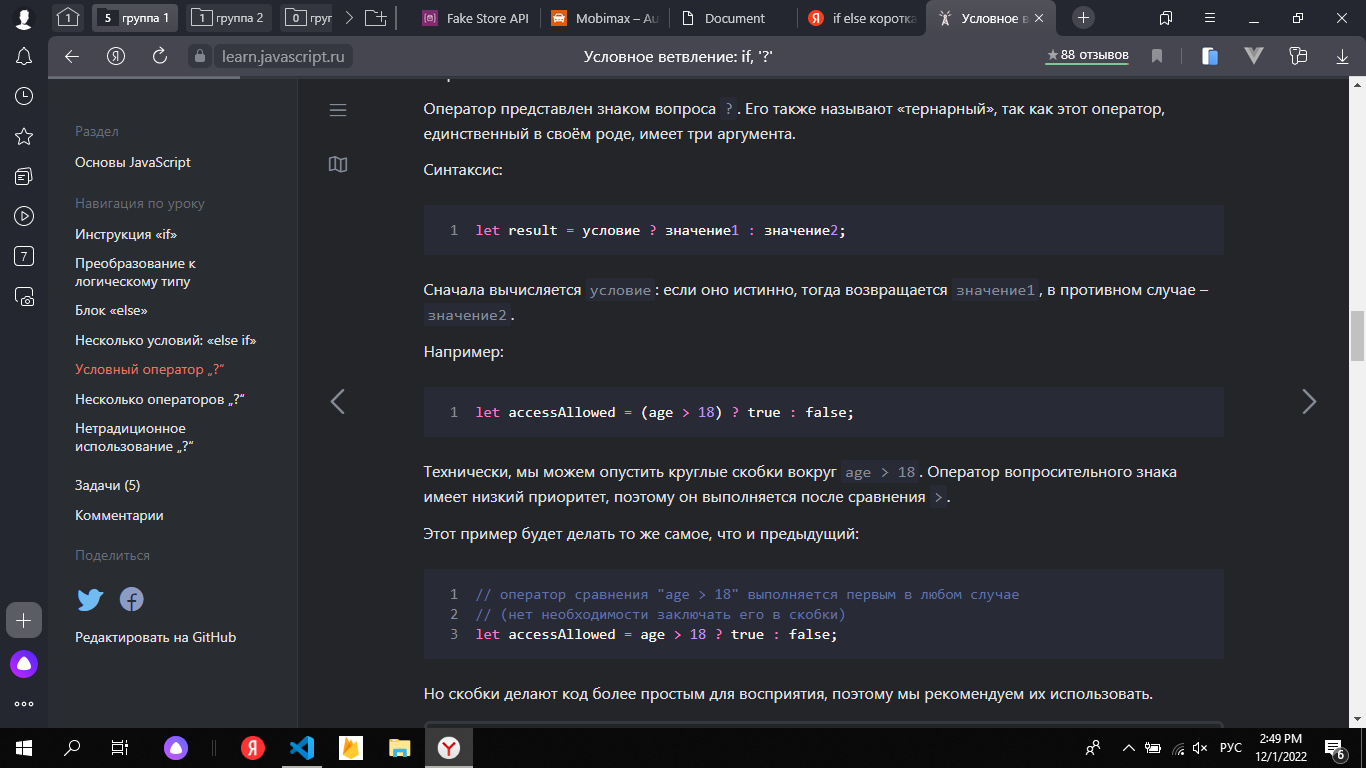 5 группа 1
1 группа 2
0 груп
Fake Store API
Mobimax – Au
Document
if else коротка
Условное в
learn.javascript.ru
Условное ветвление: if, '?'
88 отзывов
7
Раздел
Основы JavaScript
Навигация по уроку
Инструкция «if»
Преобразование к
логическому типу
Блок «else»
Несколько условий: «else if»
Условный оператор „?“
Несколько операторов „?“
Нетрадиционное
использование „?“
Задачи (5)
Комментарии
Поделиться
Редактировать на GitHub
Оператор представлен знаком вопроса ?. Его также называют «тернарный», так как этот оператор,
единственный в своём роде, имеет три аргумента.
Синтаксис:
1 let result = условие ? значение1 : значение2;
Сначала вычисляется условие: если оно истинно, тогда возвращается значение1, в противном случае –
значение2.
Например:
1 let accessAllowed = (age > 18) ? true : false;
Технически, мы можем опустить круглые скобки вокруг age > 18. Оператор вопросительного знака
имеет низкий приоритет, поэтому он выполняется после сравнения >.
Этот пример будет делать то же самое, что и предыдущий:
1 // оператор сравнения "age > 18" выполняется первым в любом случае
2 // (нет необходимости заключать его в скобки)
3 let accessAllowed = age > 18 ? true : false;
Но скобки делают код более простым для восприятия, поэтому мы рекомендуем их использовать.
РУС
2:49 PM
12/1/2022
6